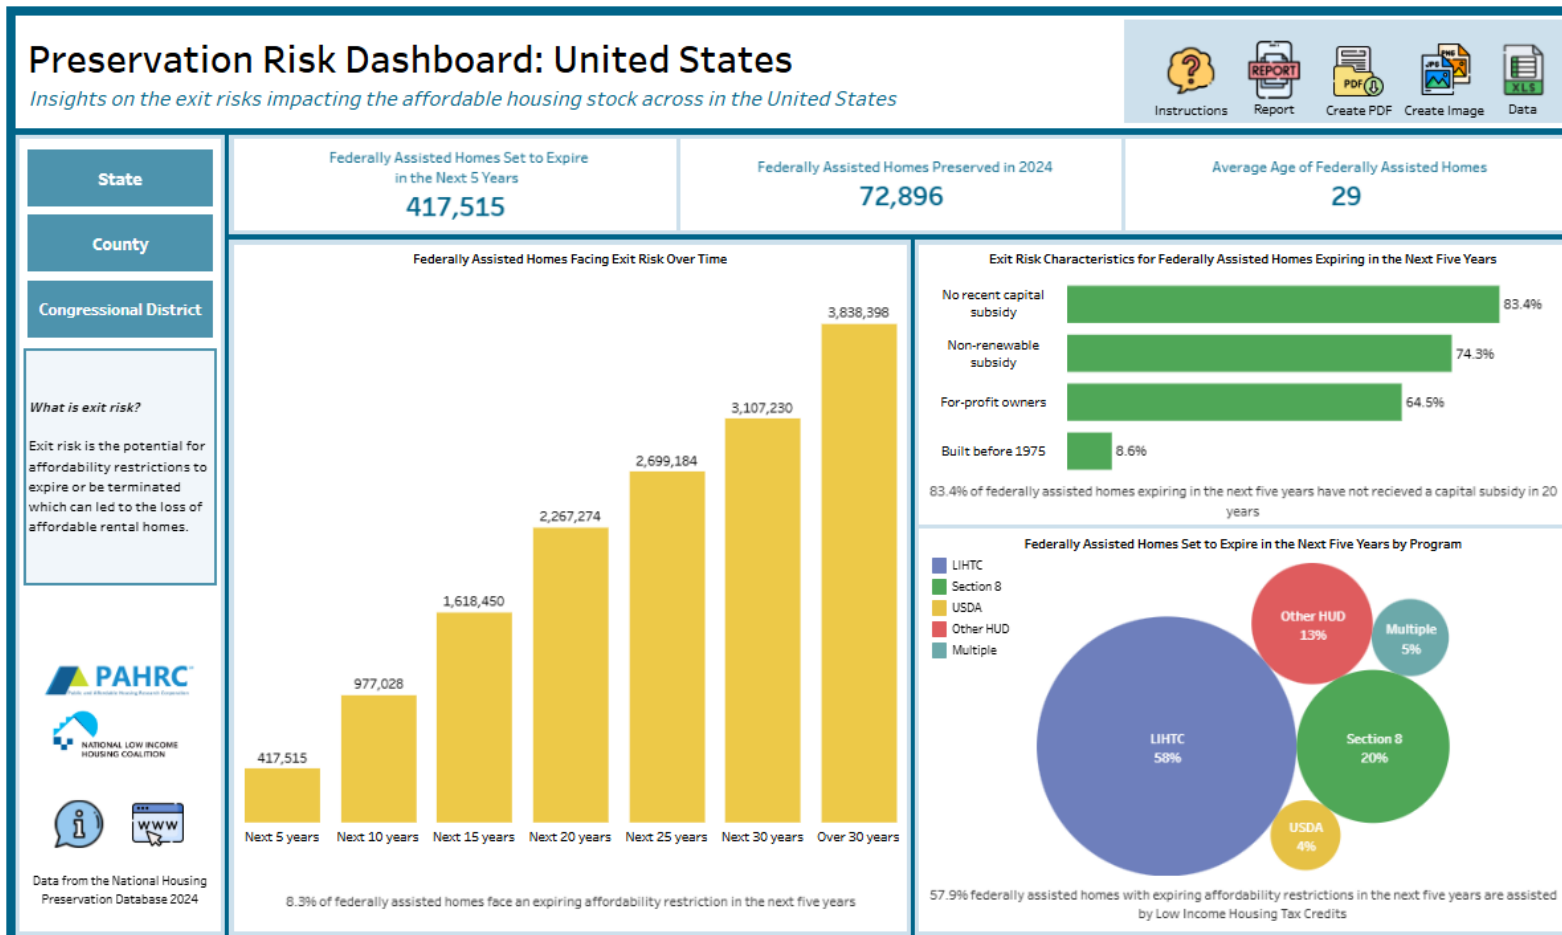 Preservation Risk Dashboard: United States
Insights on the exit risks impacting the affordable housing stock across in the United States
REPORT
PDF
JPG
PNG
XLS
Instructions
Report
Create PDF
Create Image
Data
State
County
Congressional District
What is exit risk?
Exit risk is the potential for
affordability restrictions to
expire or be terminated
which can led to the loss of
affordable rental homes.
PAHRC
Public and Affordable Housing Research Corporation
NATIONAL LOW INCOME
HOUSING COALITION
i
WWW
Data from the National Housing
Preservation Database 2024
Federally Assisted Homes Set to Expire
in the Next 5 Years
417,515
Federally Assisted Homes Preserved in 2024
72,896
Average Age of Federally Assisted Homes
29
Federally Assisted Homes Facing Exit Risk Over Time
417,515
977,028
1,618,450
2,267,274
2,699,184
3,107,230
3,838,398
Next 5 years
Next 10 years
Next 15 years
Next 20 years
Next 25 years
Next 30 years
Over 30 years
8.3% of federally assisted homes face an expiring affordability restriction in the next five years
Exit Risk Characteristics for Federally Assisted Homes Expiring in the Next Five Years
No recent capital
subsidy
83.4%
Non-renewable
subsidy
74.3%
For-profit owners
64.5%
Built before 1975
8.6%
83.4% of federally assisted homes expiring in the next five years have not recieved a capital subsidy in 20
years
Federally Assisted Homes Set to Expire in the Next Five Years by Program
LIHTC
Section 8
USDA
Other HUD
Multiple
Other HUD
13%
Multiple
5%
LIHTC
58%
Section 8
20%
USDA
4%
57.9% federally assisted homes with expiring affordability restrictions in the next five years are assisted
by Low Income Housing Tax Credits